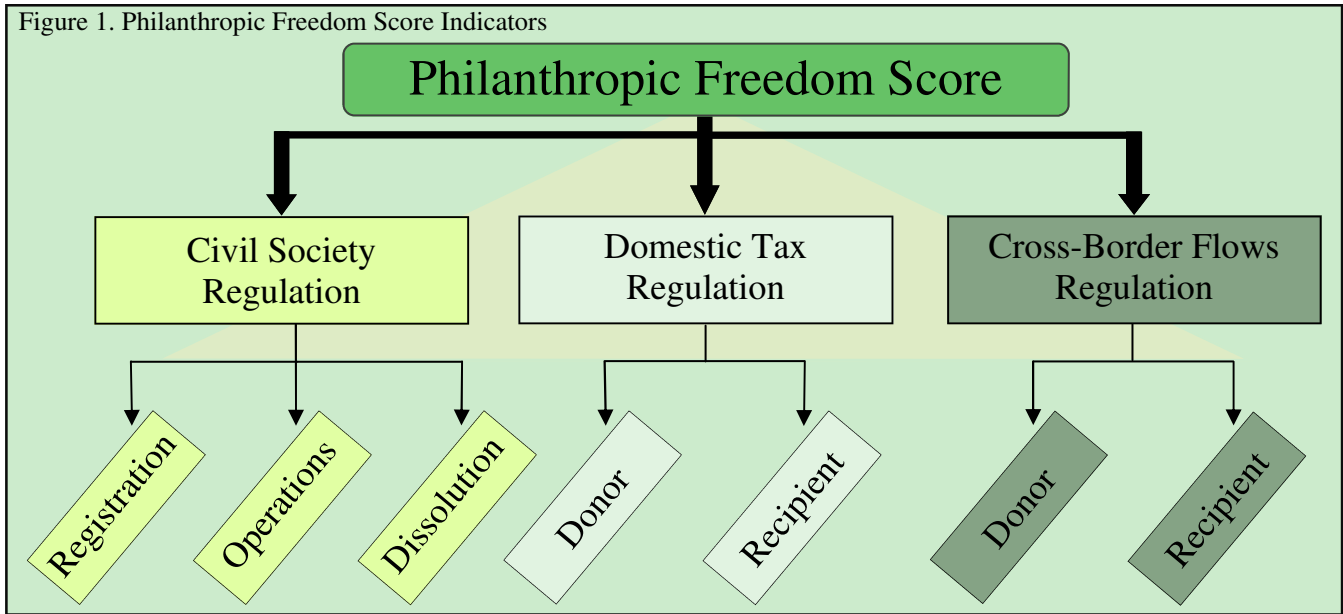 Figure 1. Philanthropic Freedom Score Indicators
Philanthropic Freedom Score
Civil Society
Regulation
Domestic Tax
Regulation
Cross-Border Flows
Regulation
Registration
Operations
Dissolution
Donor
Recipient
Donor
Recipient